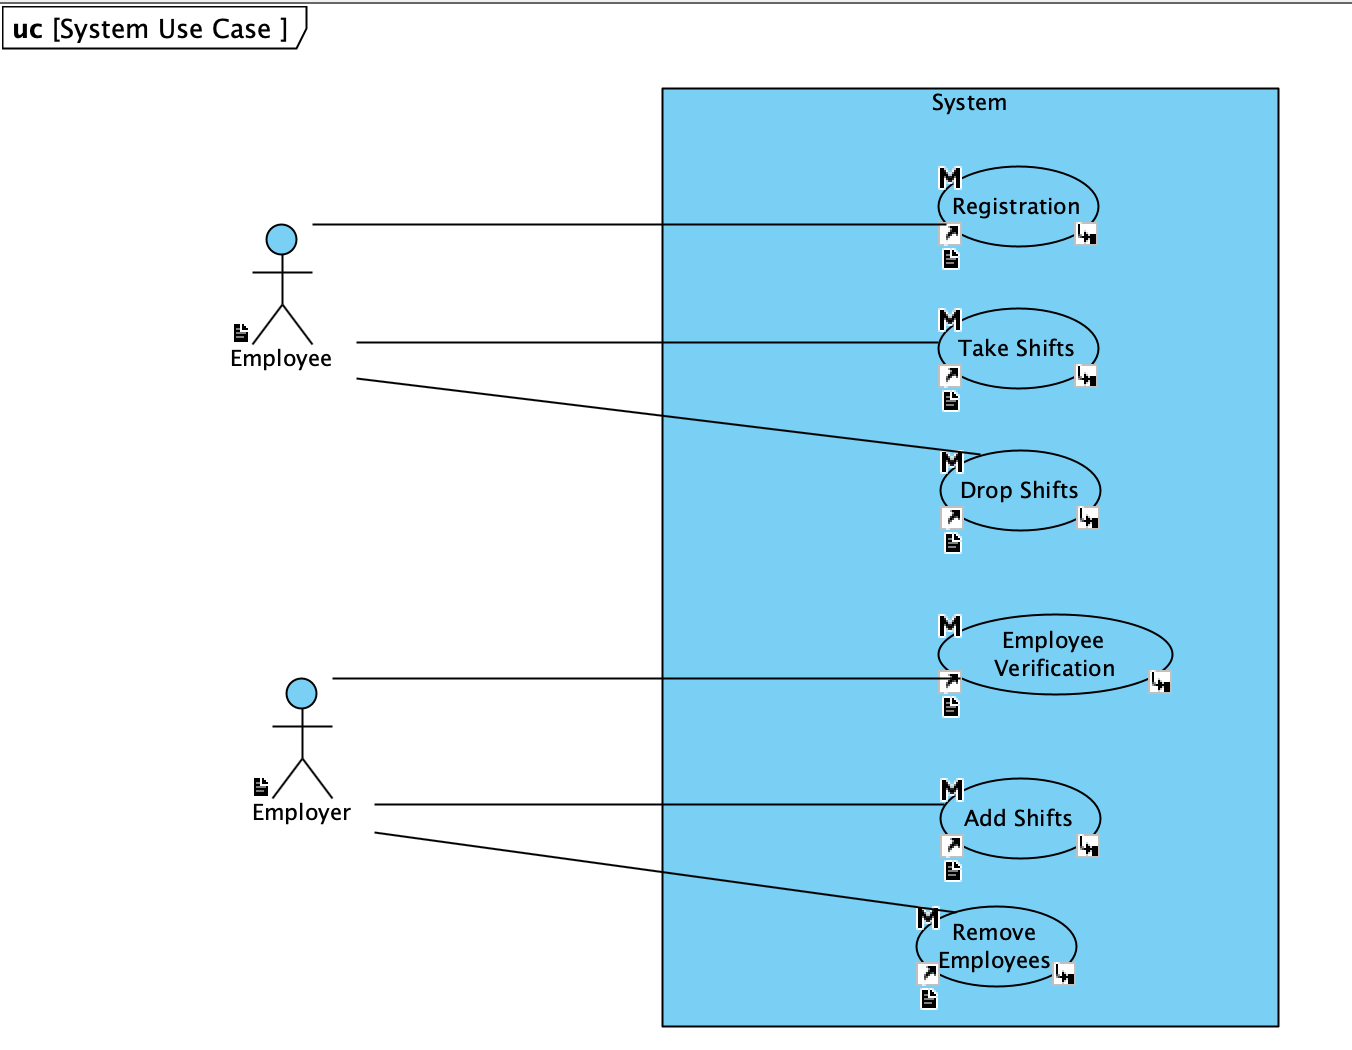 uc [System Use Case ]
System
M
Registration
Employee
M
Take Shifts
M
Drop Shifts
M
Employee
Verification
Employer
M
Add Shifts
M
Remove
Employees